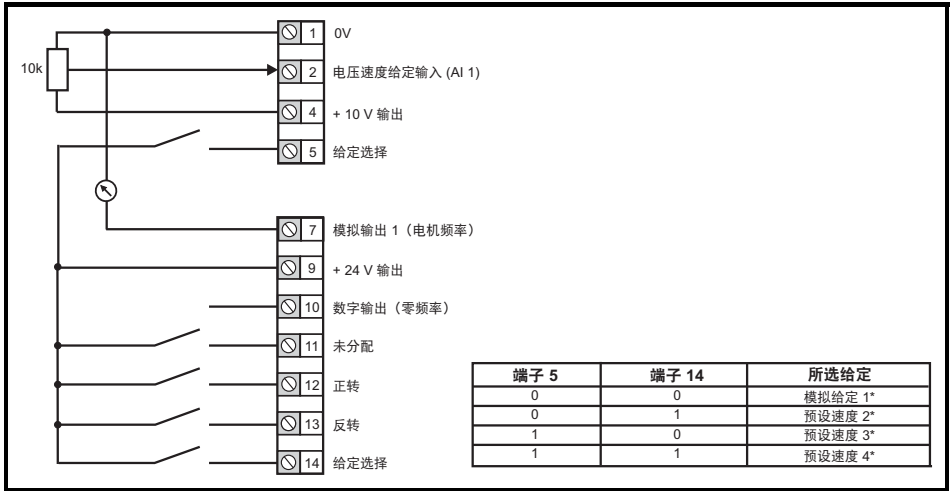 1 0V
10k
2 电压速度给定输入 (AI 1)
4 + 10 V 输出
5 给定选择
7 模拟输出 1（电机频率）
9 + 24 V 输出
10 数字输出（零频率）
11 未分配
12 正转
13 反转
14 给定选择
端子 5 端子 14 所选给定
0 0 模拟给定 1*
0 1 预设速度 2*
1 0 预设速度 3*
1 1 预设速度 4*